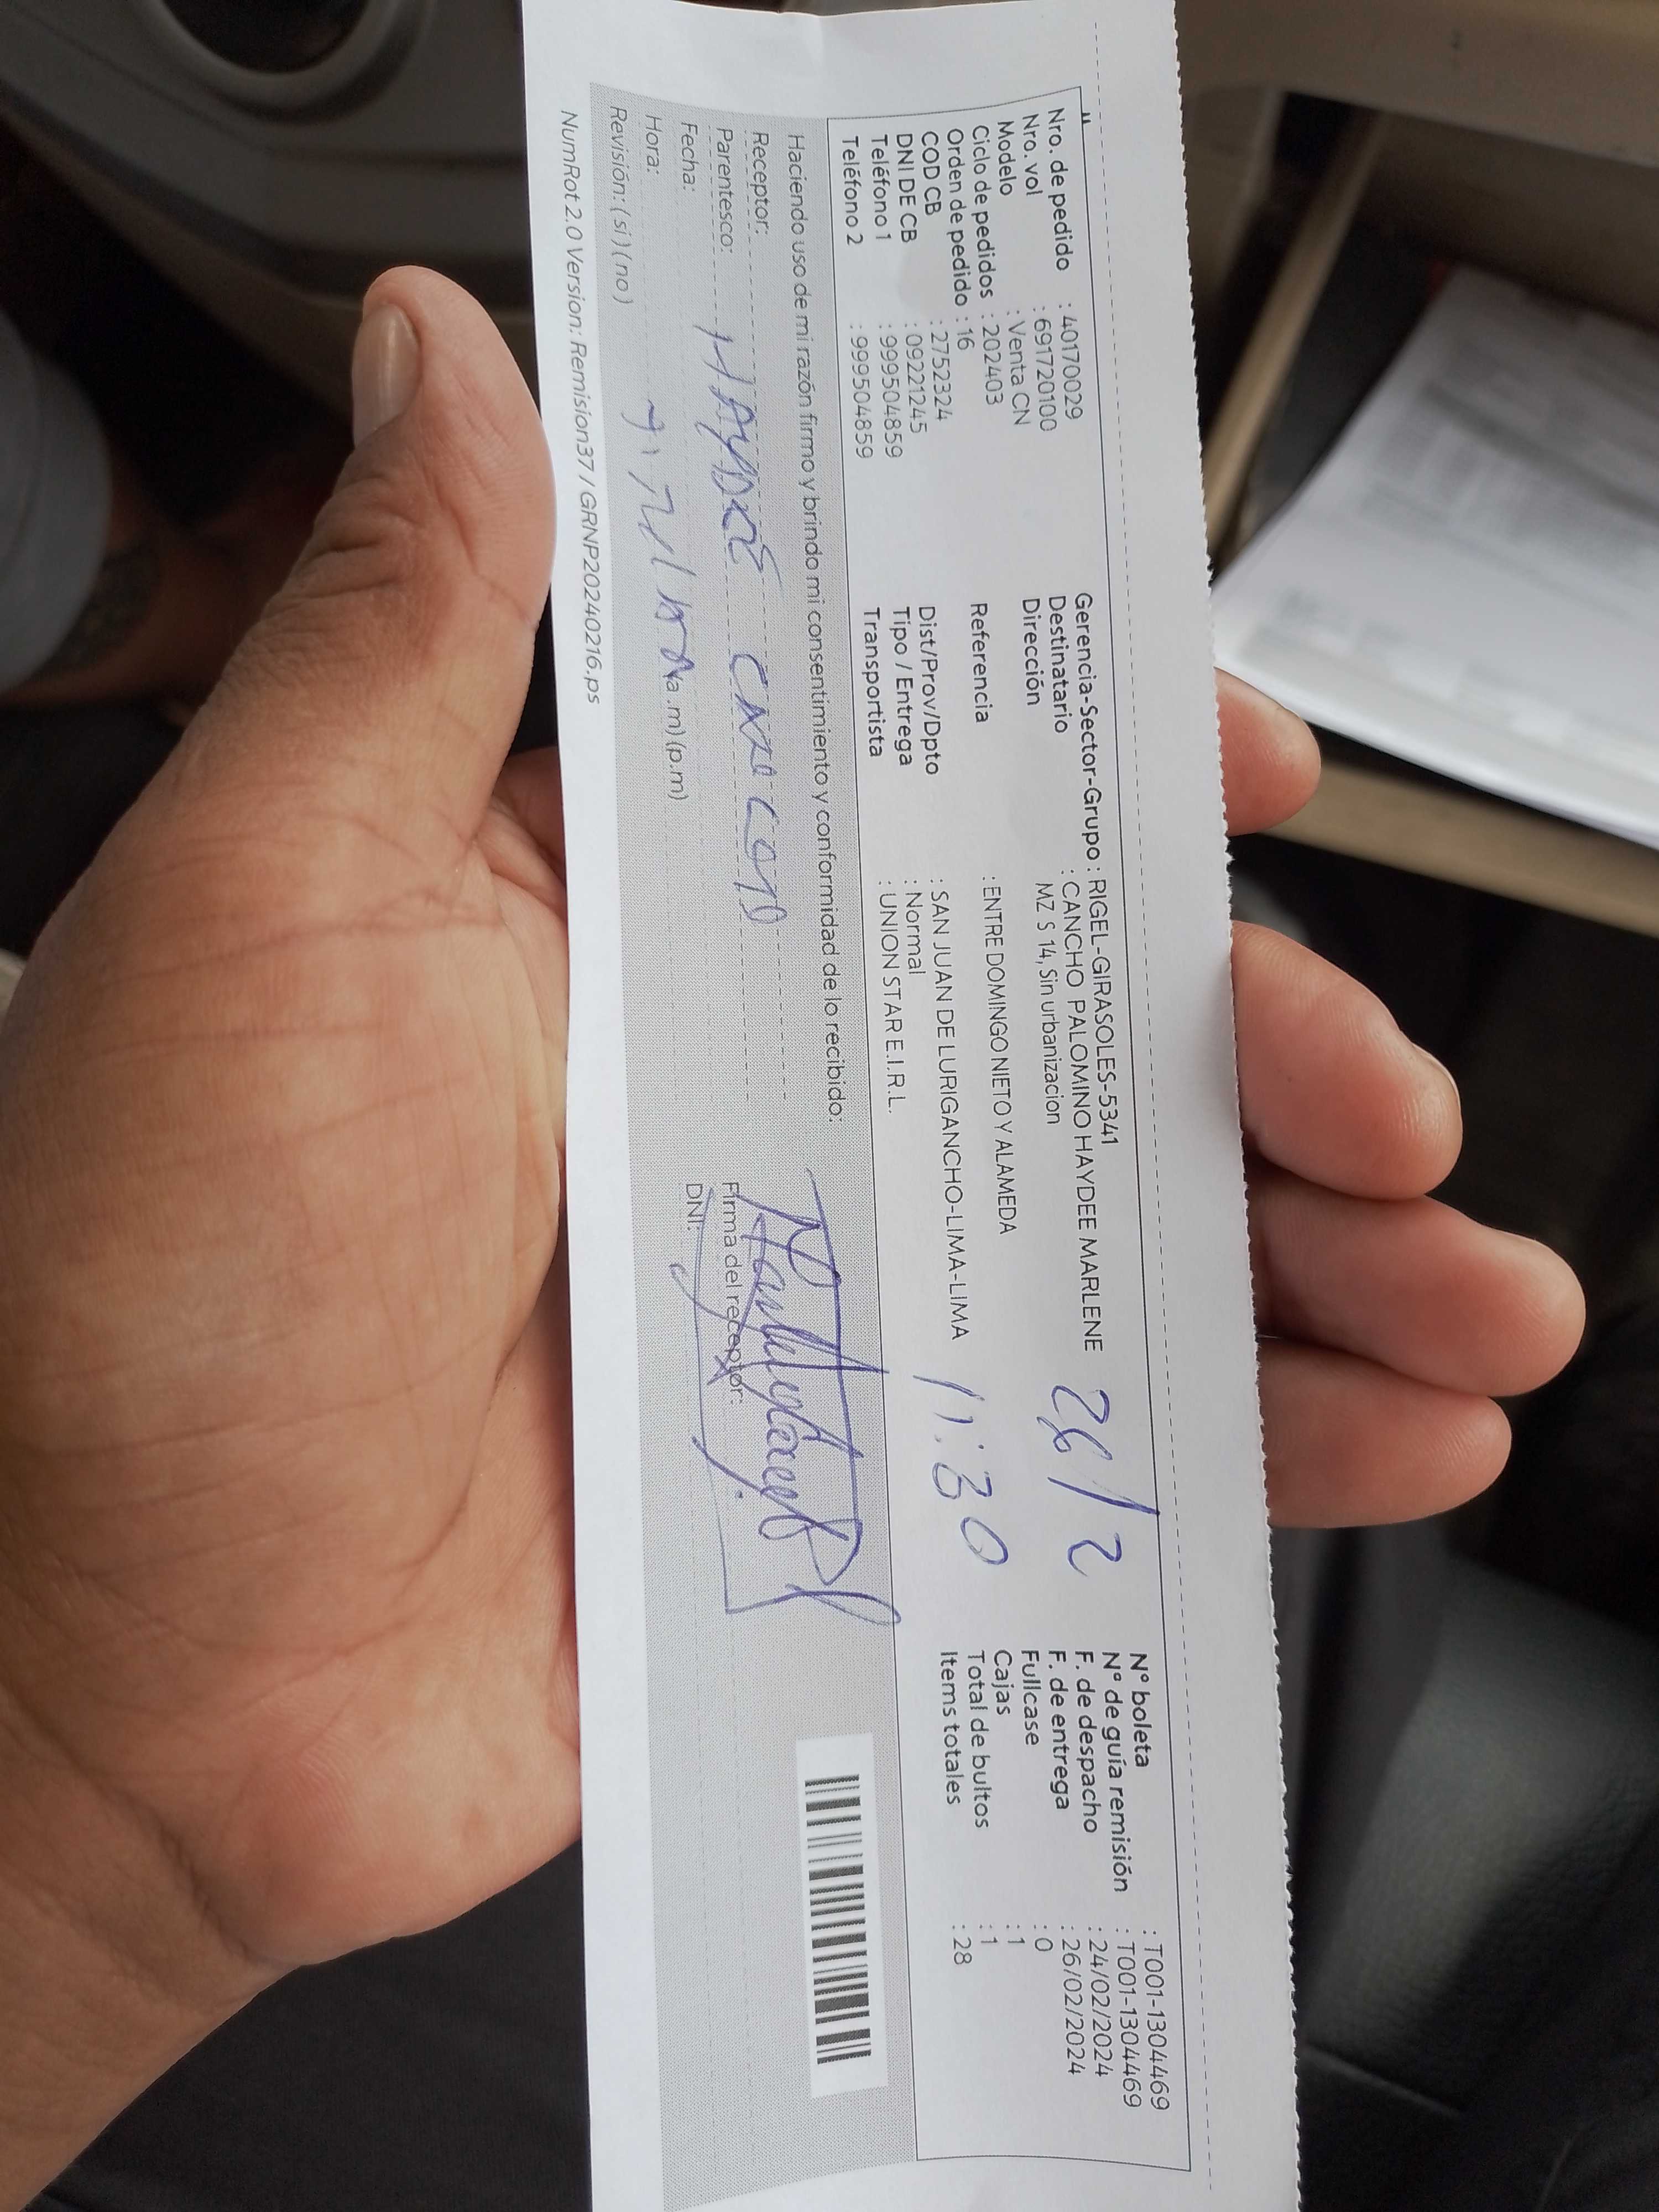 Nro. de pedido : 40170029
Nro. vol : 691720100
Modelo : Venta CN
Ciclo de pedidos : 202403
Orden de pedido : 16
COD CB : 2752324
DNI DE CB : 09221245
Teléfono 1 : 999504859
Teléfono 2 : 999504859
Gerencia-Sector-Grupo : RIGEL-GIRASOLES-5341
Destinatario : CANCHO PALOMINO HAYDEE MARLENE
Dirección MZ S 14, Sin urbanizacion
Referencia : ENTRE DOMINGO NIETO Y ALAMEDA
Dist/Prov/Dpto : SAN JUAN DE LURIGANCHO-LIMA-LIMA
Tipo / Entrega : Normal
Transportista : UNION STAR E.I.R.L.
26/2
11:30
N° boleta : T001-1304469
N° de guía remisión : T001-1304469
F. de despacho : 24/02/2024
F. de entrega : 26/02/2024
Fullcase : 0
Cajas : 1
Total de bultos : 1
Items totales : 28
Haciendo uso de mi razón firmo y brindo mi consentimiento y conformidad de lo recibido:
Receptor:
Parentesco:
Fecha:
Hora: a.m) (p.m)
Revisión: ( si ) ( no )
Firma del receptor:
DNI:
NumRot 2.0 Version: Remision37 / GRNP20240216.ps